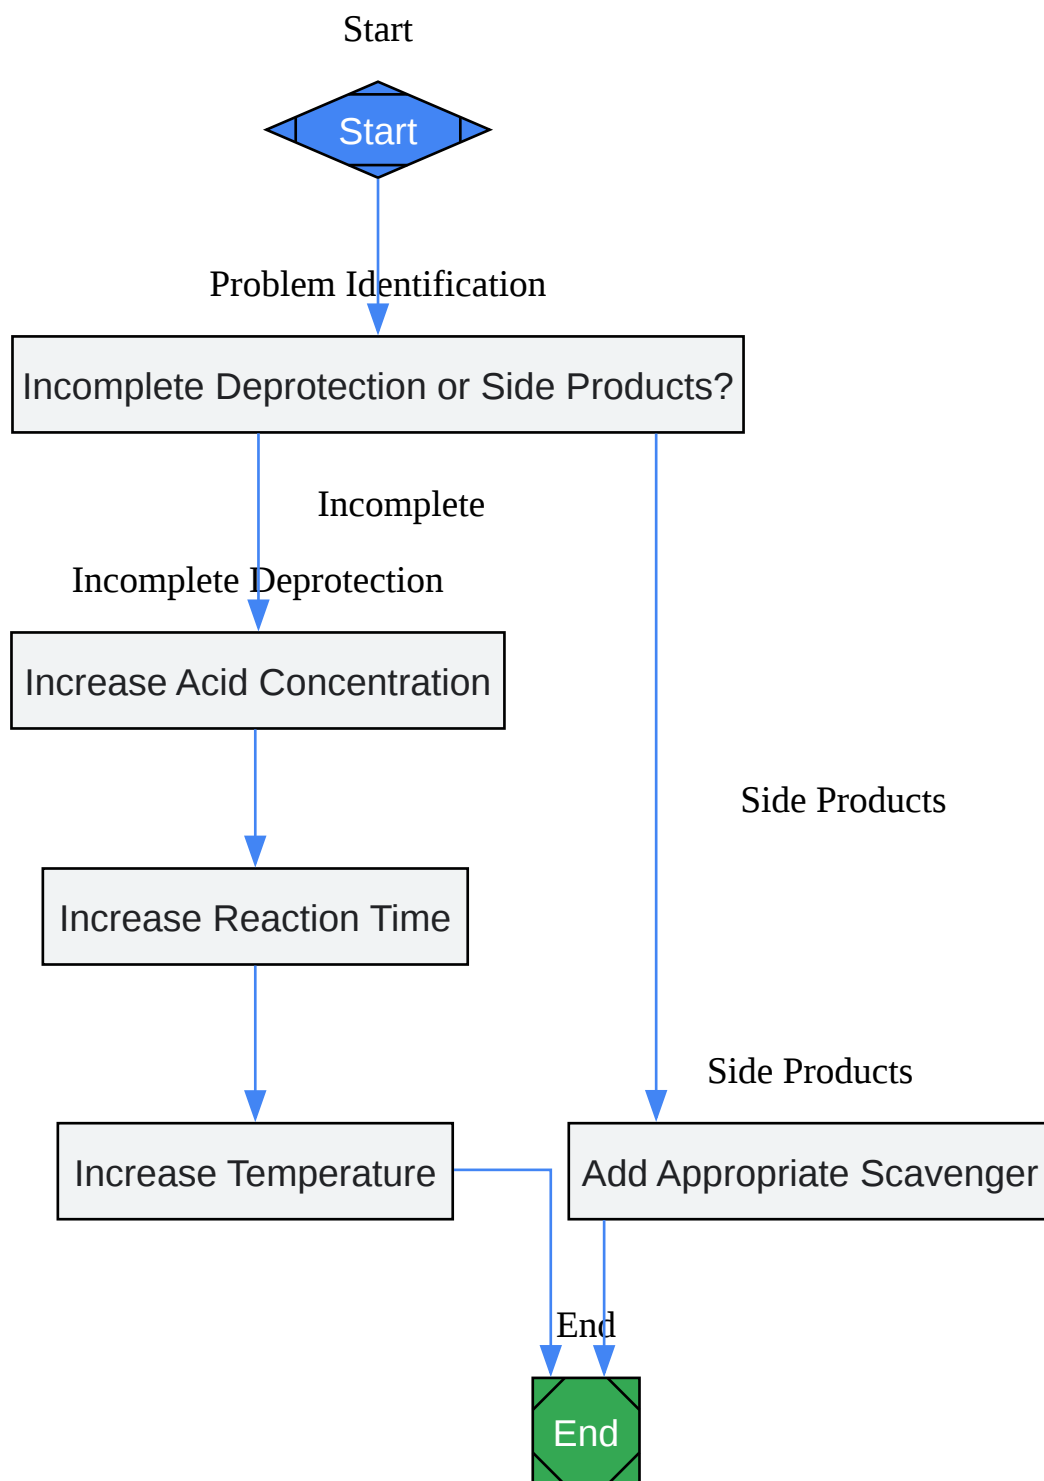 Start
Start
Problem Identification
Incomplete Deprotection or Side Products?
Incomplete
Incomplete Deprotection
Increase Acid Concentration
Side Products
Increase Reaction Time
Side Products
Increase Temperature
Add Appropriate Scavenger
End
End